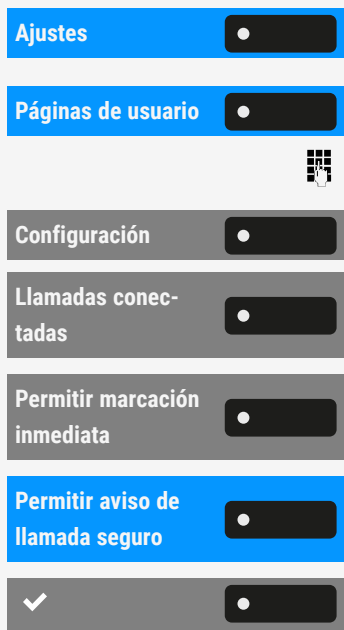 Ajustes
Páginas de usuario
Configuración
Llamadas conec-
tadas
Permitir marcación
inmediata
Permitir aviso de
llamada seguro